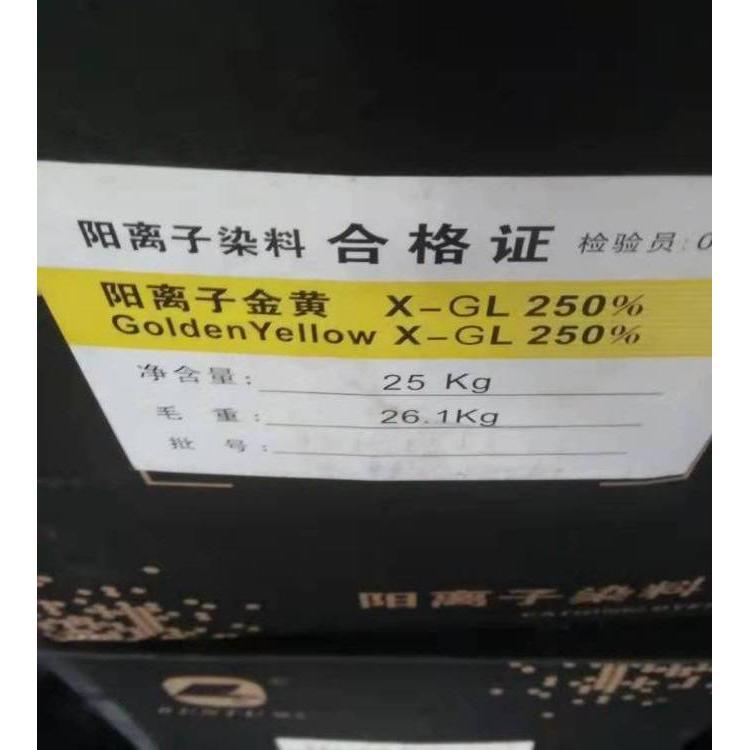 阳离子染料 合格证 检验员:0
阳离子金黄 X-GL 250%
GoldenYellow X-GL 250%
净含量: 25 Kg
毛 重: 26.1Kg
批 号:
阳离子染料